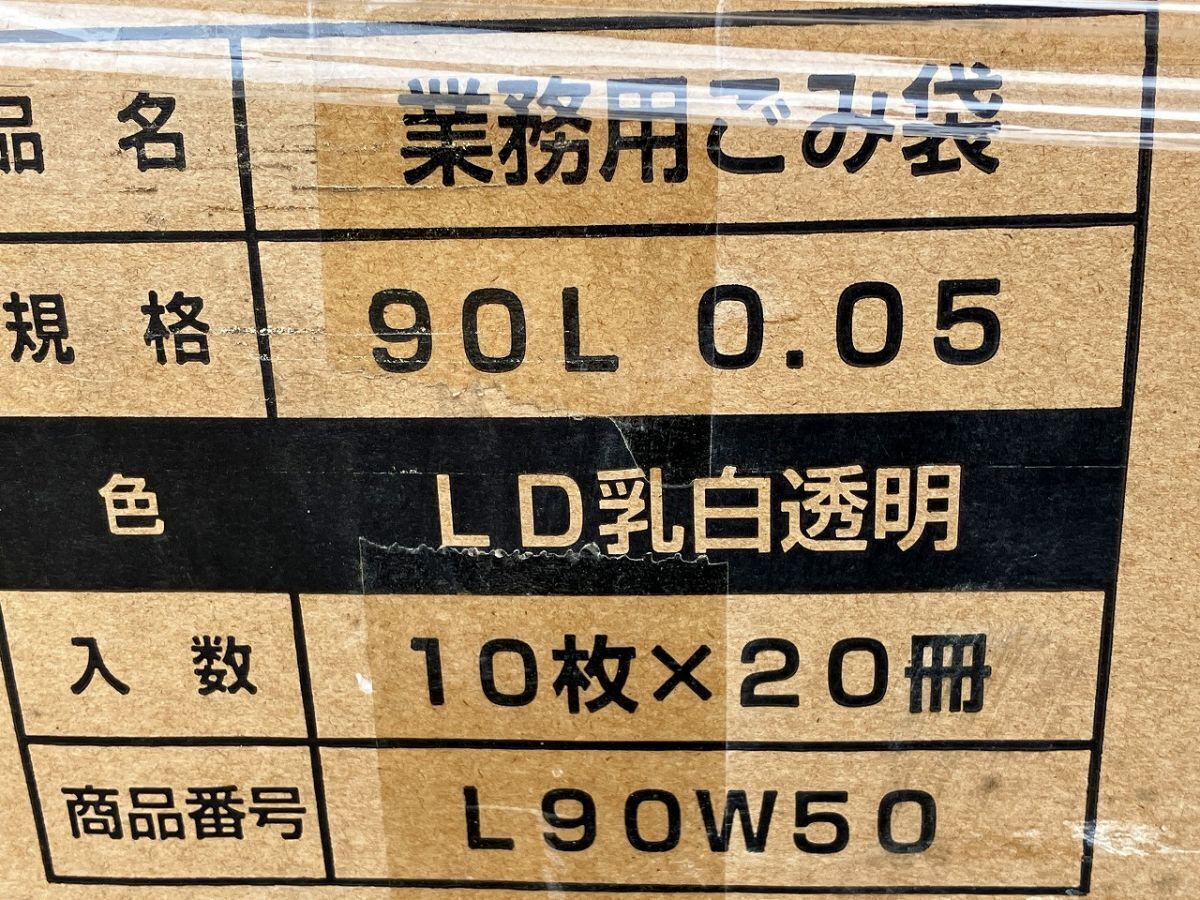 品名 業務用ごみ袋
規格 90L 0.05
色 LD乳白透明
入数 10枚×20冊
商品番号 L90W50